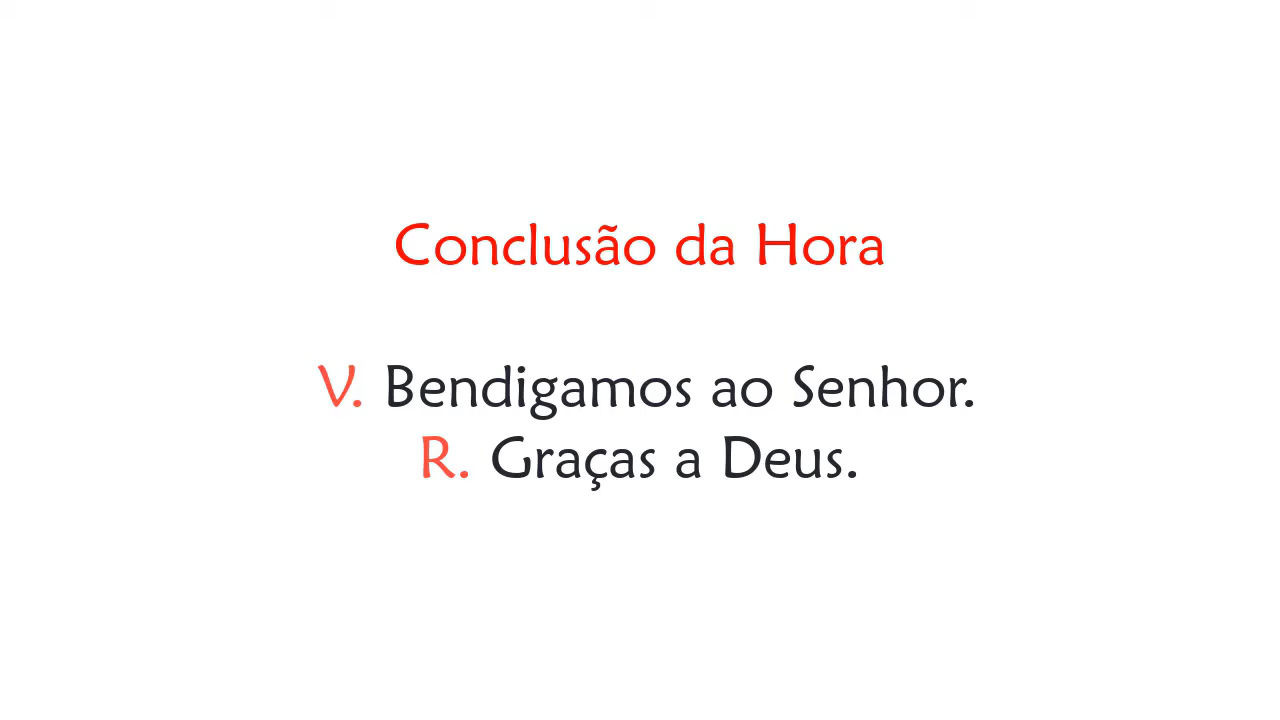 Conclusão da Hora
V. Bendigamos ao Senhor.
R. Graças a Deus.